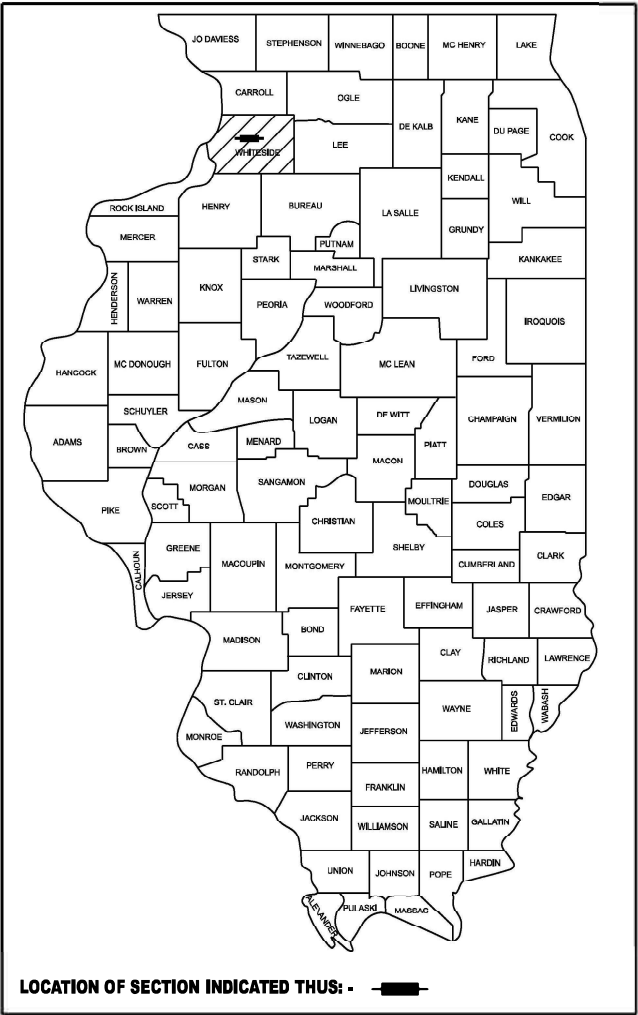 JO DAVIESS
STEPHENSON
WINNEBAGO
BOONE
MC HENRY
LAKE
CARROLL
OGLE
DE KALB
KANE
DU PAGE
COOK
WHITESIDE
LEE
KENDALL
WILL
ROCK ISLAND
HENRY
BUREAU
LA SALLE
GRUNDY
MERCER
PUTNAM
STARK
MARSHALL
KANKAKEE
HENDERSON
WARREN
KNOX
PEORIA
WOODFORD
LIVINGSTON
IROQUOIS
HANCOCK
MC DONOUGH
FULTON
TAZEWELL
MC LEAN
FORD
MASON
SCHUYLER
LOGAN
DE WITT
CHAMPAIGN
VERMILION
ADAMS
BROWN
CASS
MENARD
PIATT
MACON
MORGAN
SANGAMON
DOUGLAS
EDGAR
PIKE
SCOTT
MOULTRIE
CHRISTIAN
COLES
GREENE
MACOUPIN
MONTGOMERY
SHELBY
CUMBERLAND
CLARK
CALHOUN
JERSEY
FAYETTE
EFFINGHAM
JASPER
CRAWFORD
BOND
MADISON
CLAY
RICHLAND
LAWRENCE
CLINTON
MARION
ST. CLAIR
WAYNE
EDWARDS
WABASH
WASHINGTON
JEFFERSON
MONROE
RANDOLPH
PERRY
HAMILTON
WHITE
FRANKLIN
JACKSON
WILLIAMSON
SALINE
GALLATIN
UNION
JOHNSON
POPE
HARDIN
ALEXANDER
PULASKI
MASSAC
LOCATION OF SECTION INDICATED THUS: -